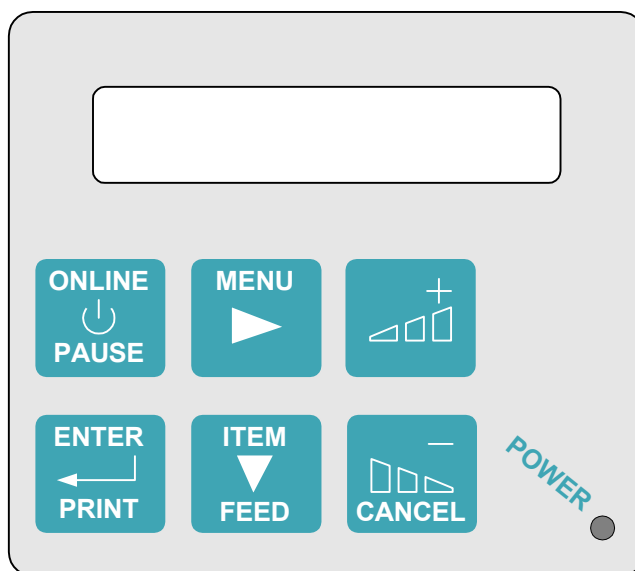 ONLINE
PAUSE
MENU
+
ENTER
PRINT
ITEM
FEED
—
CANCEL
POWER